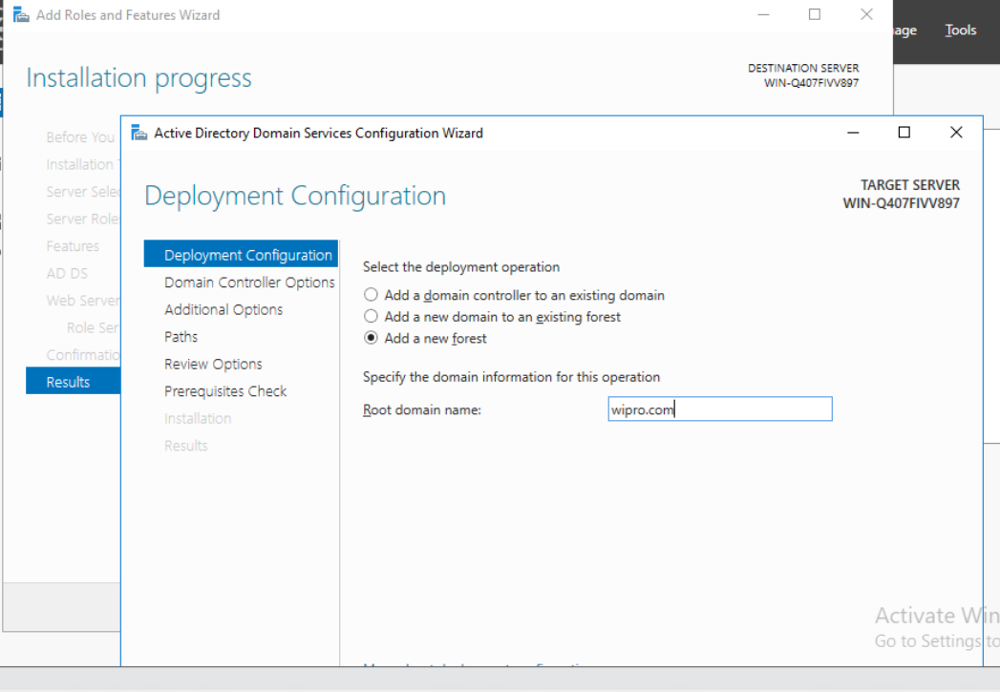 Add Roles and Features Wizard
age Tools
Installation progress
DESTINATION SERVER
WIN-Q407FIVV897
Before You
Installation
Server Selec
Server Role
Features
AD DS
Web Server
Role Ser
Confirmatio
Results
Active Directory Domain Services Configuration Wizard
Deployment Configuration
TARGET SERVER
WIN-Q407FIVV897
Deployment Configuration
Domain Controller Options
Additional Options
Paths
Review Options
Prerequisites Check
Installation
Results
Select the deployment operation
Add a domain controller to an existing domain
Add a new domain to an existing forest
Add a new forest
Specify the domain information for this operation
Root domain name: wipro.com
Activate Win
Go to Settings to